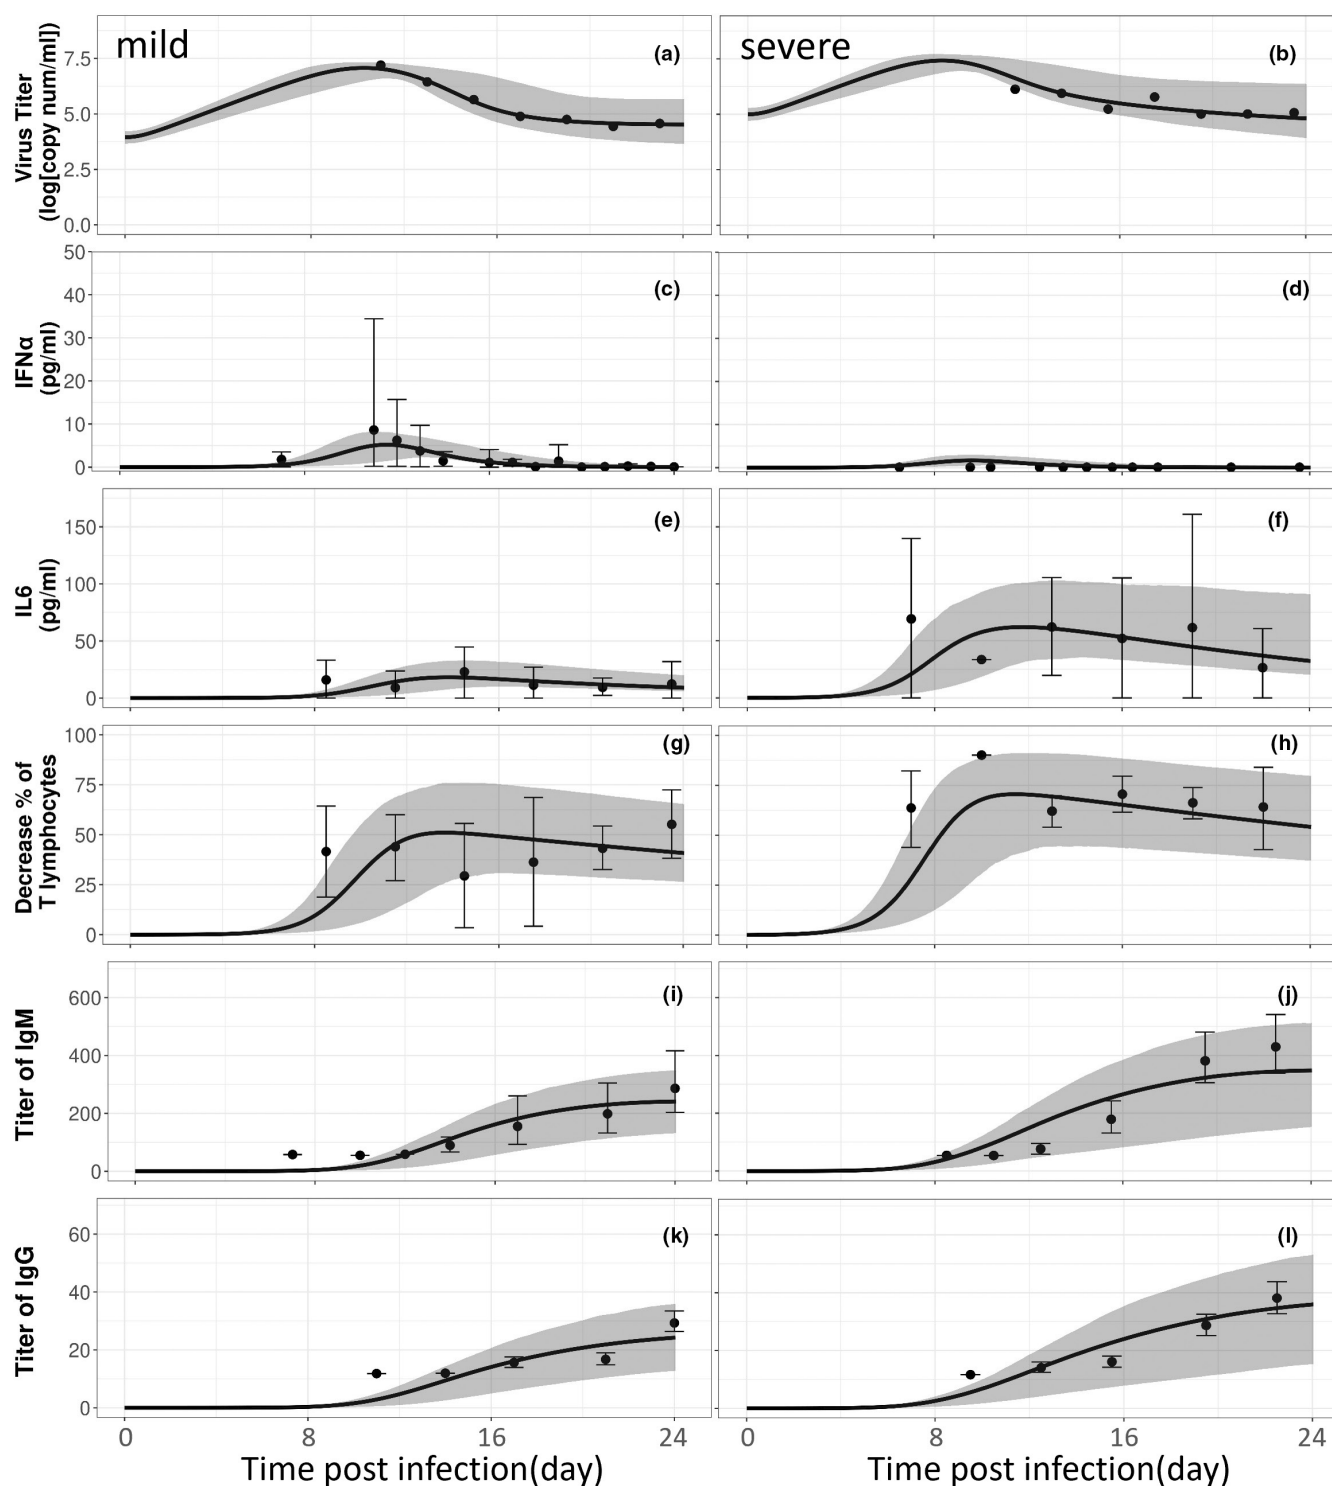 mild
(a)
severe
(b)
Virus Titer
(log[copy num/ml])
7.5
5.0
2.5
0.0
(c)
(d)
IFNα
(pg/ml)
50
40
30
20
10
0
(e)
(f)
IL6
(pg/ml)
150
100
50
0
(g)
(h)
Decrease % of
T lymphocytes
100
75
50
25
0
(i)
(j)
Titer of IgM
600
400
200
0
(k)
(l)
Titer of IgG
60
40
20
0
0 8 16 24 0 8 16 24
Time post infection(day) Time post infection(day)